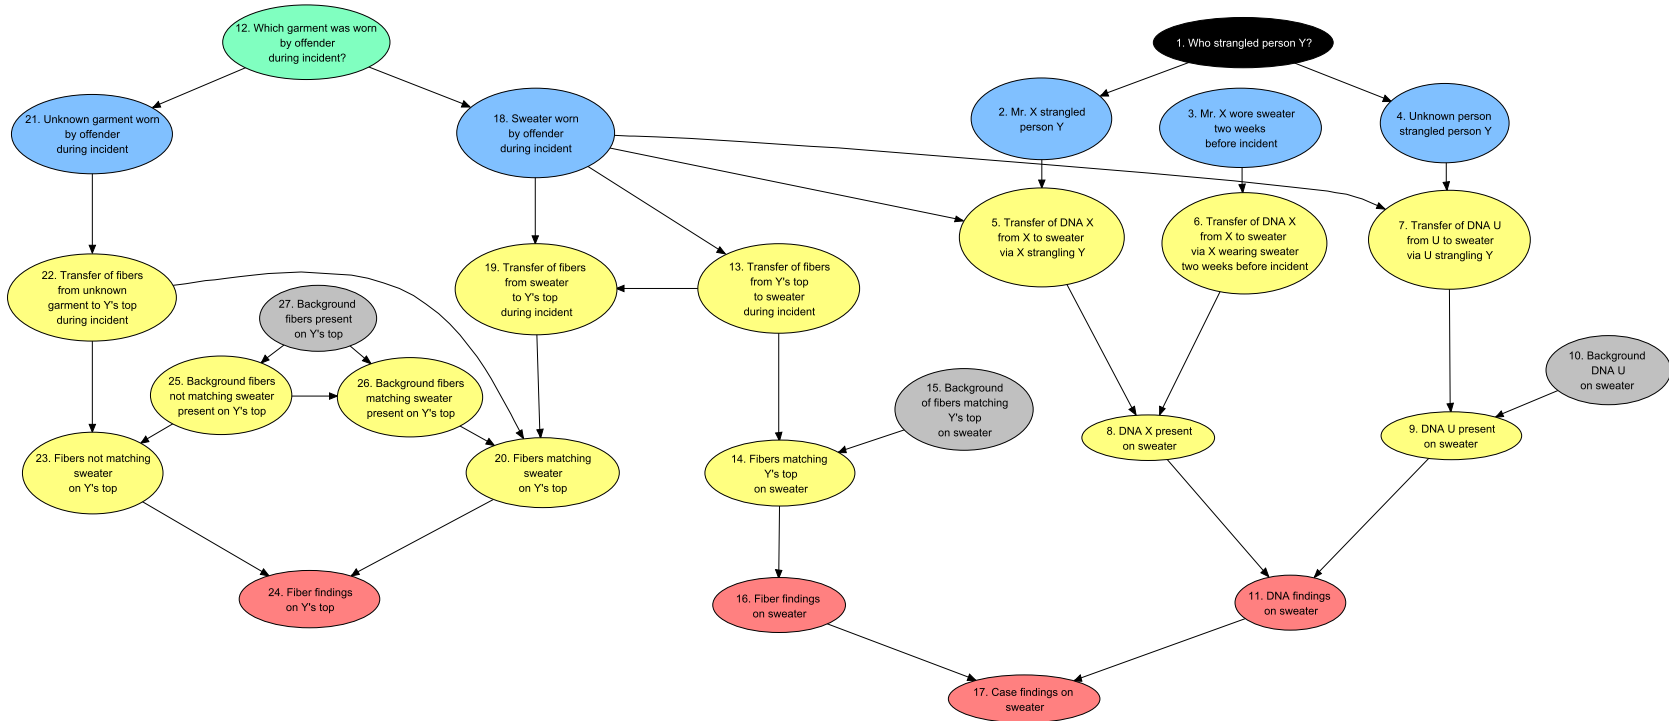 12. Which garment was worn
by offender
during incident?
1. Who strangled person Y?
21. Unknown garment worn
by offender
during incident
18. Sweater worn
by offender
during incident
2. Mr. X strangled
person Y
3. Mr. X wore sweater
two weeks
before incident
4. Unknown person
strangled person Y
5. Transfer of DNA X
from X to sweater
via X strangling Y
6. Transfer of DNA X
from X to sweater
via X wearing sweater
two weeks before incident
7. Transfer of DNA U
from U to sweater
via U strangling Y
22. Transfer of fibers
from unknown
garment to Y's top
during incident
19. Transfer of fibers
from sweater
to Y's top
during incident
13. Transfer of fibers
from Y's top
to sweater
during incident
27. Background
fibers present
on Y's top
25. Background fibers
not matching sweater
present on Y's top
26. Background fibers
matching sweater
present on Y's top
15. Background
of fibers matching
Y's top
on sweater
10. Background
DNA U
on sweater
23. Fibers not matching
sweater
on Y's top
20. Fibers matching
sweater
on Y's top
14. Fibers matching
Y's top
on sweater
8. DNA X present
on sweater
9. DNA U present
on sweater
24. Fiber findings
on Y's top
16. Fiber findings
on sweater
11. DNA findings
on sweater
17. Case findings on
sweater